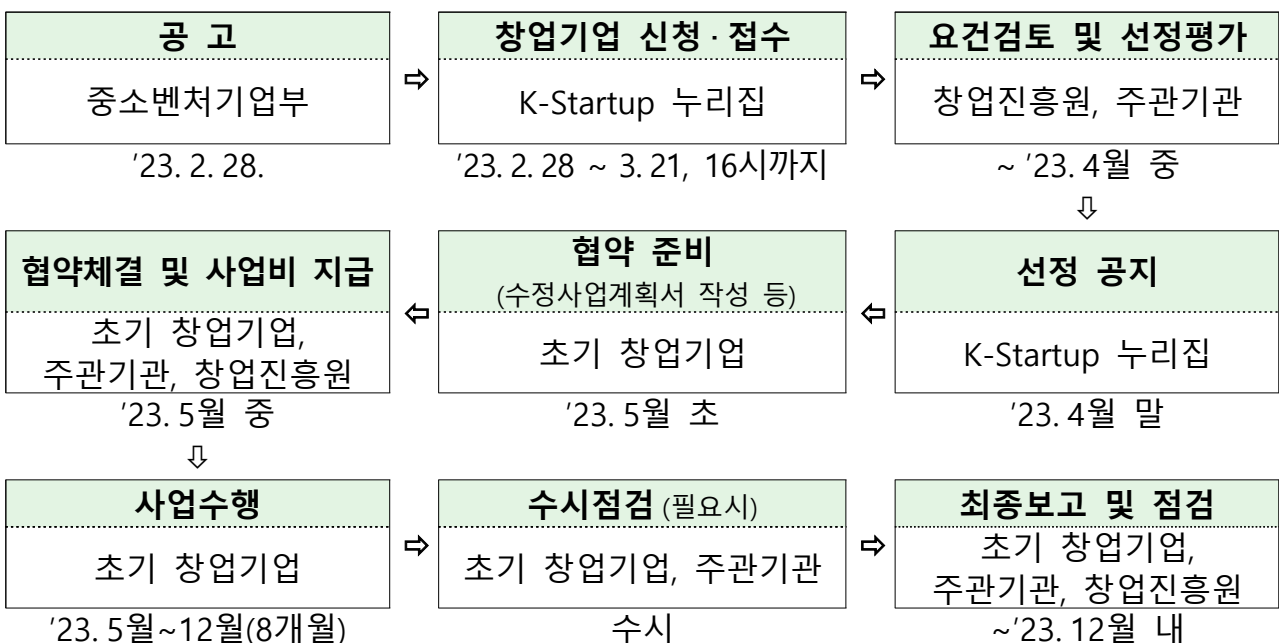 공 고
중소벤처기업부
'23. 2. 28.
⇨
창업기업 신청·접수
K-Startup 누리집
'23. 2. 28 ~ 3. 21, 16시까지
⇨
요건검토 및 선정평가
창업진흥원, 주관기관
~ '23. 4월 중
⇩
선정 공지
K-Startup 누리집
'23. 4월 말
⇦
협약 준비
(수정사업계획서 작성 등)
초기 창업기업
'23. 5월 초
⇦
협약체결 및 사업비 지급
초기 창업기업,
주관기관, 창업진흥원
'23. 5월 중
⇩
사업수행
초기 창업기업
'23. 5월~12월(8개월)
⇨
수시점검 (필요시)
초기 창업기업, 주관기관
수시
⇨
최종보고 및 점검
초기 창업기업,
주관기관, 창업진흥원
~'23. 12월 내